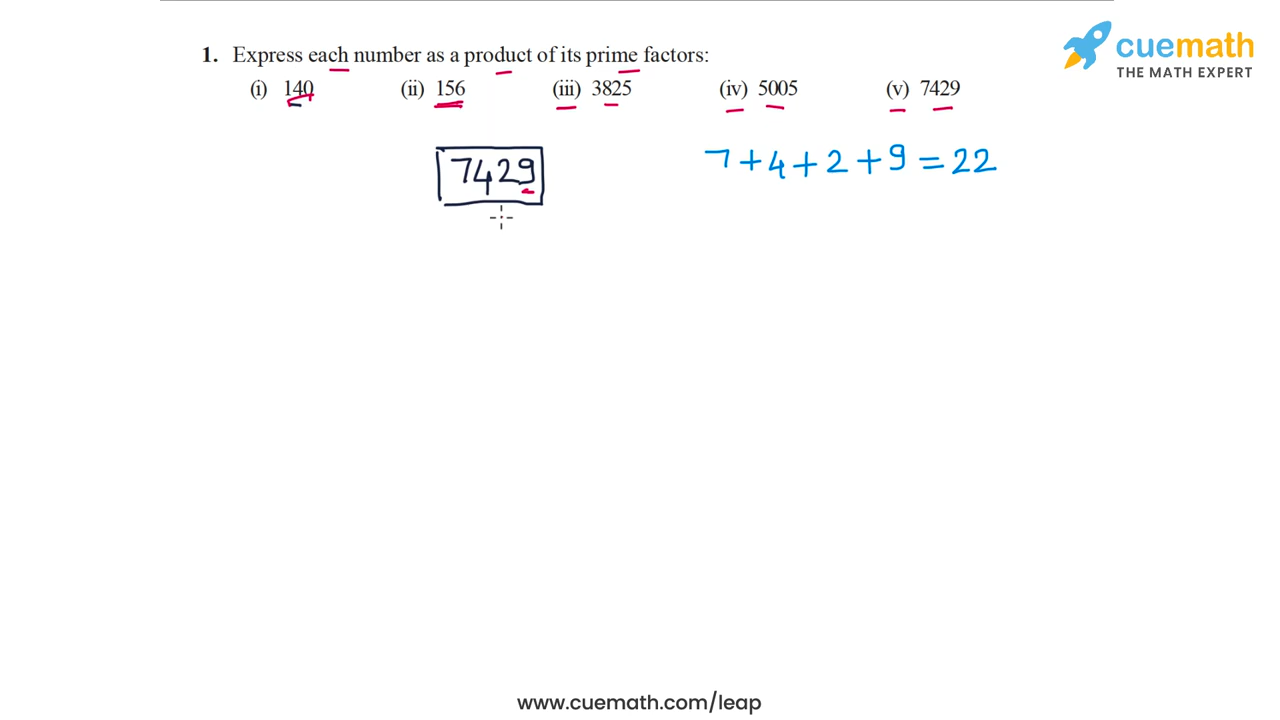 cuemath
THE MATH EXPERT
1. Express each number as a product of its prime factors:
(i) 140 (ii) 156 (iii) 3825 (iv) 5005 (v) 7429
7429
7+4+2+9=22
www.cuemath.com/leap